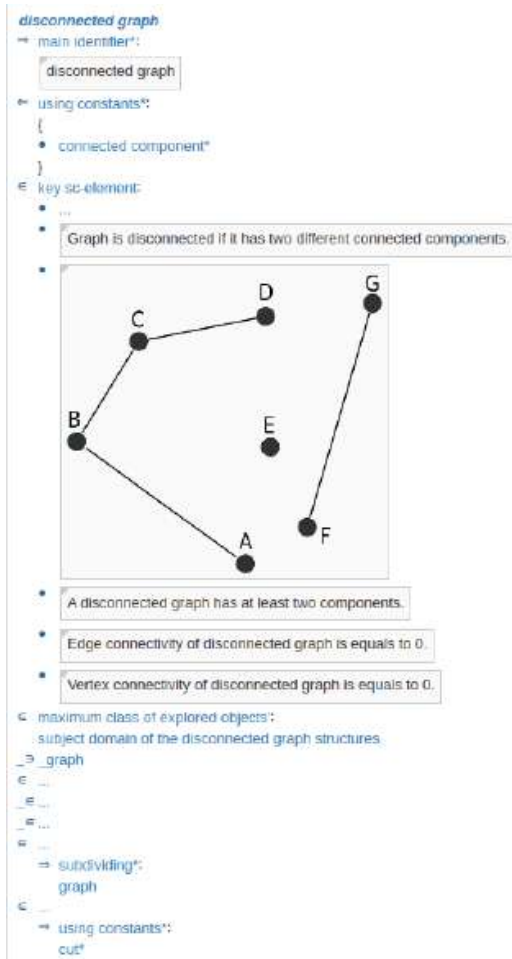 disconnected graph
⇒ main identifier*:
disconnected graph
⇐ using constants*:
{
• connected component*
}
∈ key sc-element:
• ...
• Graph is disconnected if it has two different connected components.
•
D
G
C
B
E
F
A
• A disconnected graph has at least two components.
• Edge connectivity of disconnected graph is equals to 0.
• Vertex connectivity of disconnected graph is equals to 0.
∈ maximum class of explored objects':
subject domain of the disconnected graph structures
_∋ _graph
∈ ...
_∈ ...
_∈ ...
∈ ...
⇒ subdividing*:
graph
∈ ...
⇒ using constants*:
cut*